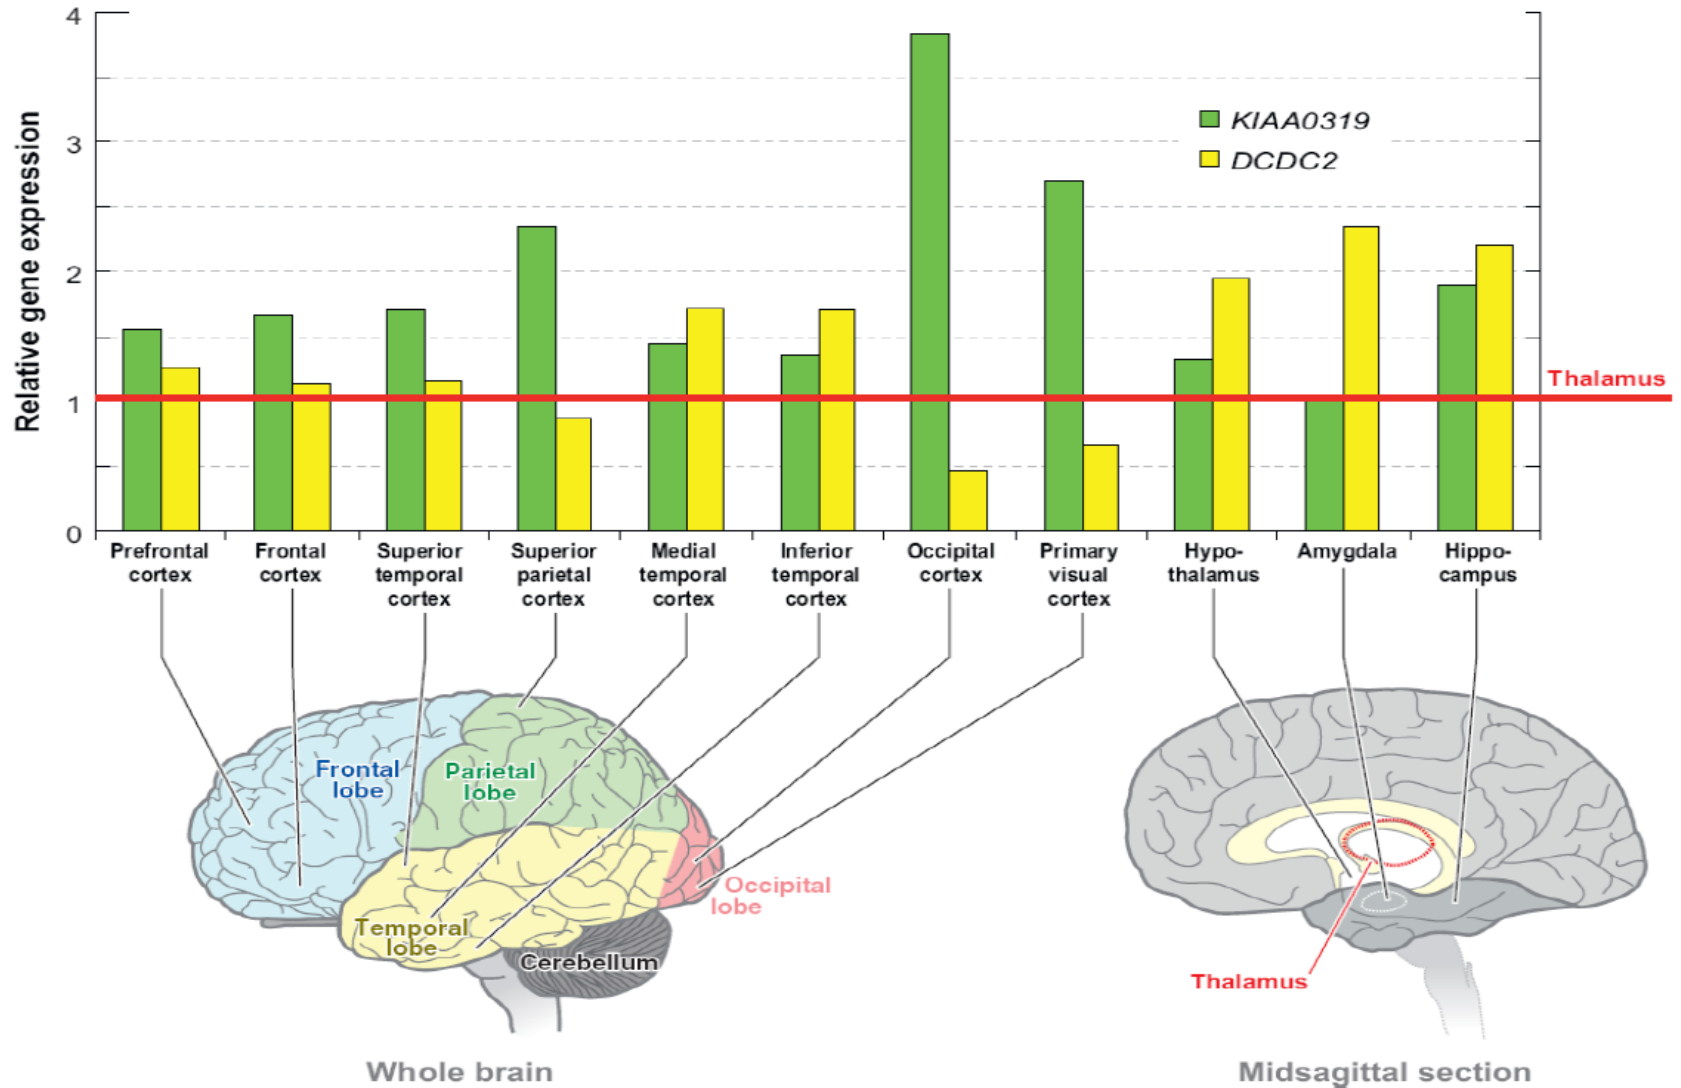 4
3
2
1
0
Relative gene expression
KIAA0319
DCDC2
Thalamus
Prefrontal
cortex
Frontal
cortex
Superior
temporal
cortex
Superior
parietal
cortex
Medial
temporal
cortex
Inferior
temporal
cortex
Occipital
cortex
Primary
visual
cortex
Hypo-
thalamus
Amygdala
Hippo-
campus
Frontal
lobe
Parietal
lobe
Occipital
lobe
Temporal
lobe
Cerebellum
Thalamus
Whole brain
Midsagittal section